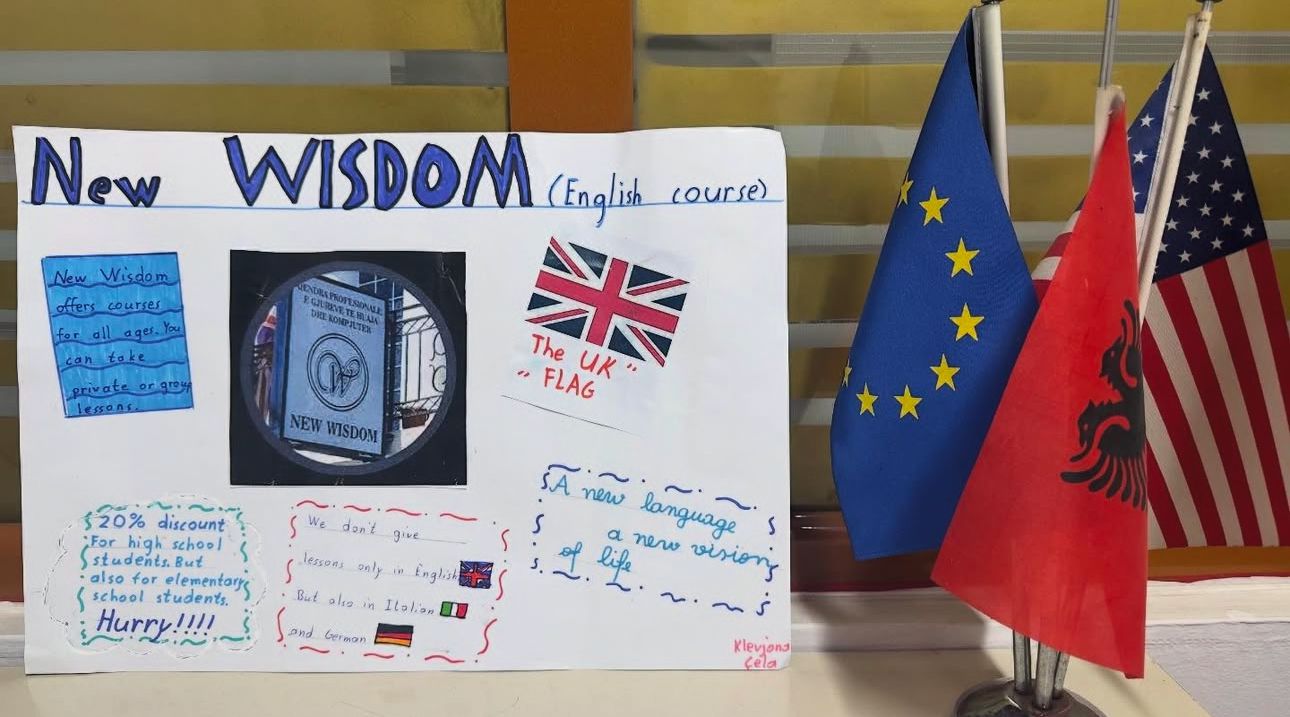 New WISDOM (English course)
New Wisdom
offers courses
for all ages. You
can take
private or group
lessons.
RENDRA PROFESIONALE
E GJUHEVE TE HUAJA
DHE KOMPJUTER
NEW WISDOM
The UK "
" FLAG
20% discount
For high school
students. But
also for elementary
school students.
Hurry!!!!
We don't give
lessons only in English
But also in Italian
and German
A new language
a new vision
of life
Klevjona
Çela